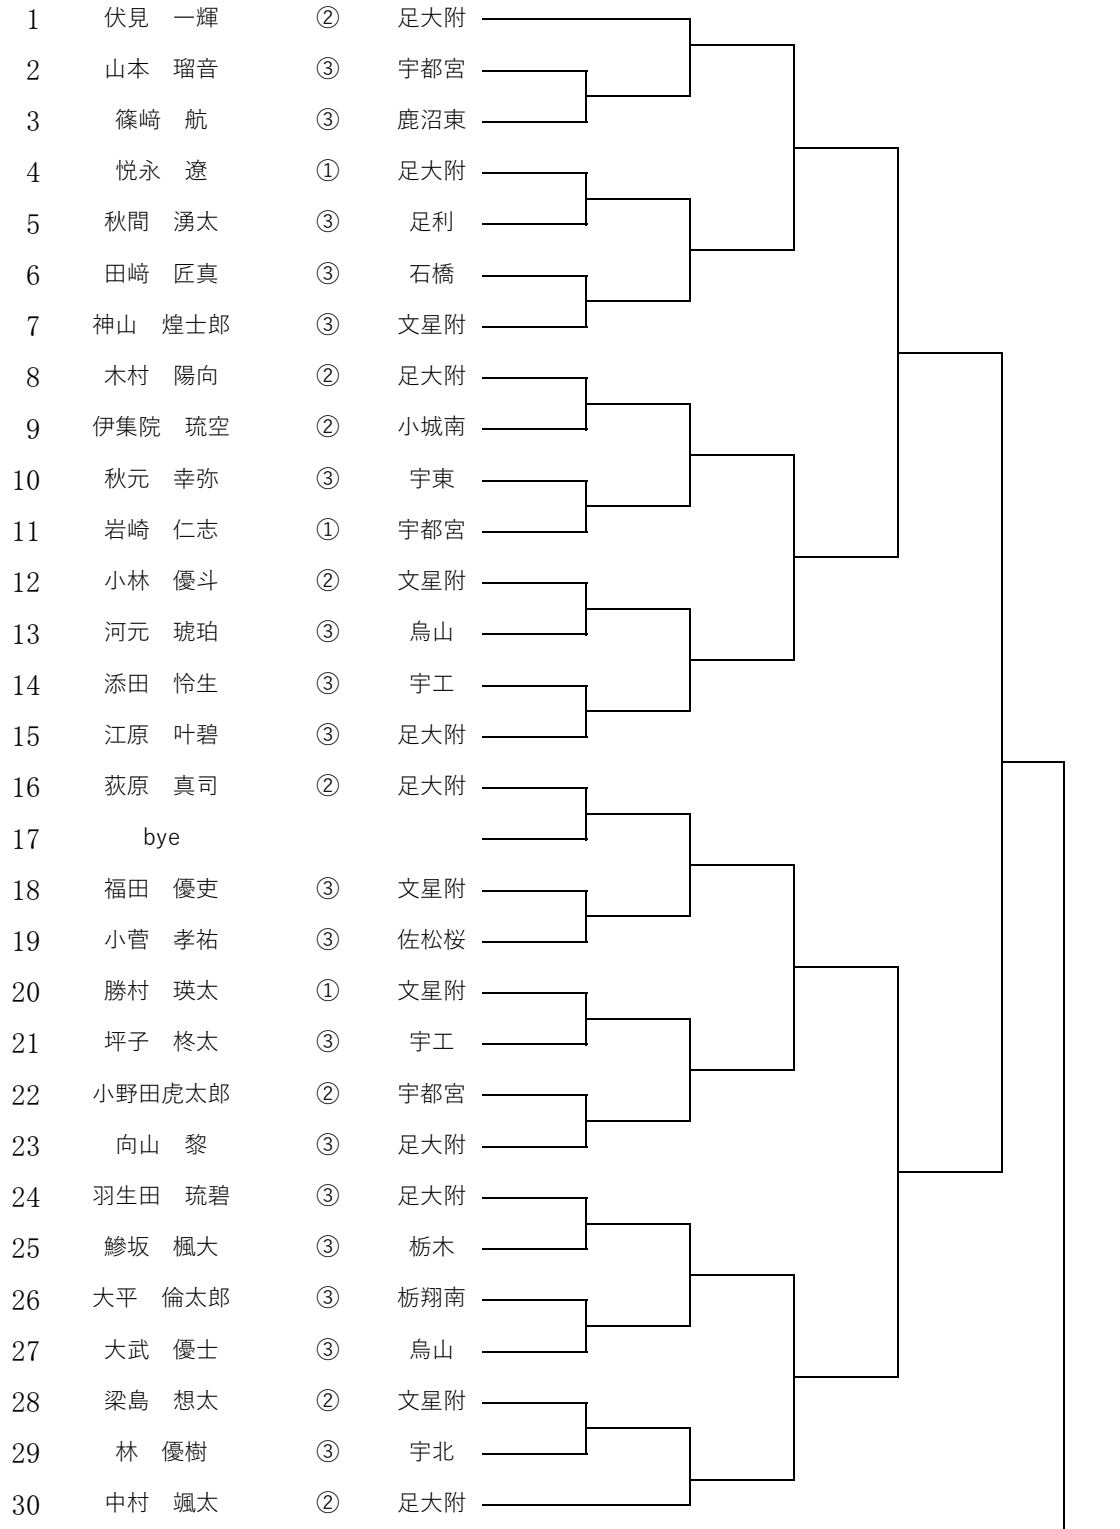 1 伏見　一輝 ② 足大附
2 山本　瑠音 ③ 宇都宮
3 篠﨑　航 ③ 鹿沼東
4 悦永　遼 ① 足大附
5 秋間　湧太 ③ 足利
6 田﨑　匠真 ③ 石橋
7 神山　煌士郎 ③ 文星附
8 木村　陽向 ② 足大附
9 伊集院　琉空 ② 小城南
10 秋元　幸弥 ③ 宇東
11 岩崎　仁志 ① 宇都宮
12 小林　優斗 ② 文星附
13 河元　琥珀 ③ 烏山
14 添田　怜生 ③ 宇工
15 江原　叶碧 ③ 足大附
16 荻原　真司 ② 足大附
17 bye
18 福田　優吏 ③ 文星附
19 小菅　孝祐 ③ 佐松桜
20 勝村　瑛太 ① 文星附
21 坪子　柊太 ③ 宇工
22 小野田虎太郎 ② 宇都宮
23 向山　黎 ③ 足大附
24 羽生田　琉碧 ③ 足大附
25 鯵坂　楓大 ③ 栃木
26 大平　倫太郎 ③ 栃翔南
27 大武　優士 ③ 烏山
28 梁島　想太 ② 文星附
29 林　優樹 ③ 宇北
30 中村　颯太 ② 足大附